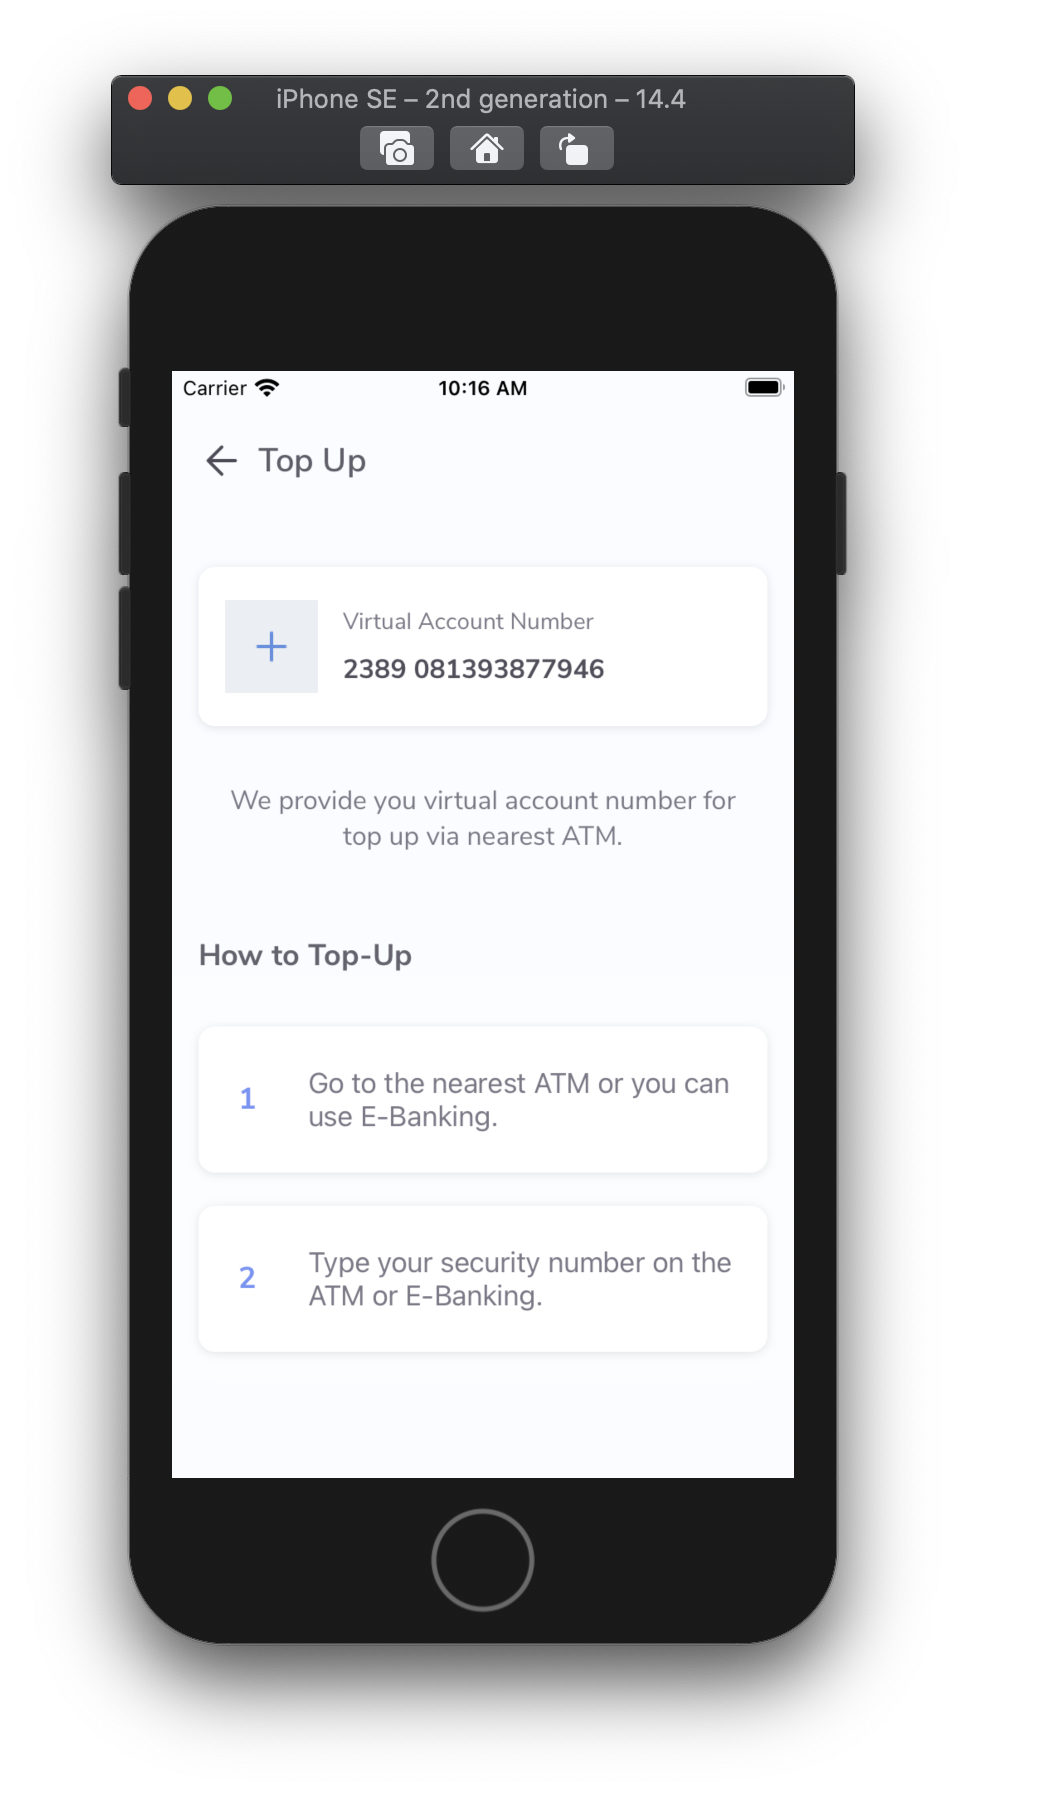 iPhone SE – 2nd generation – 14.4
Carrier 10:16 AM
Top Up
Virtual Account Number
2389 081393877946
We provide you virtual account number for
top up via nearest ATM.
How to Top-Up
1
Go to the nearest ATM or you can
use E-Banking.
2
Type your security number on the
ATM or E-Banking.